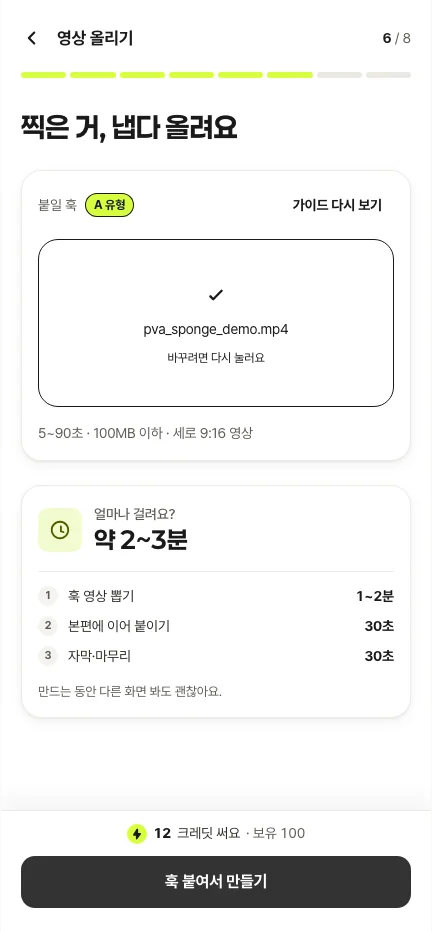 영상 올리기
6 / 8
찍은 거, 냅다 올려요
붙일 훅 A 유형 가이드 다시 보기
pva_sponge_demo.mp4
바꾸려면 다시 눌러요
5~90초 · 100MB 이하 · 세로 9:16 영상
얼마나 걸려요?
약 2~3분
1 훅 영상 뽑기 1~2분
2 본편에 이어 붙이기 30초
3 자막·마무리 30초
만드는 동안 다른 화면 봐도 괜찮아요.
12 크레딧 써요 · 보유 100
훅 붙여서 만들기